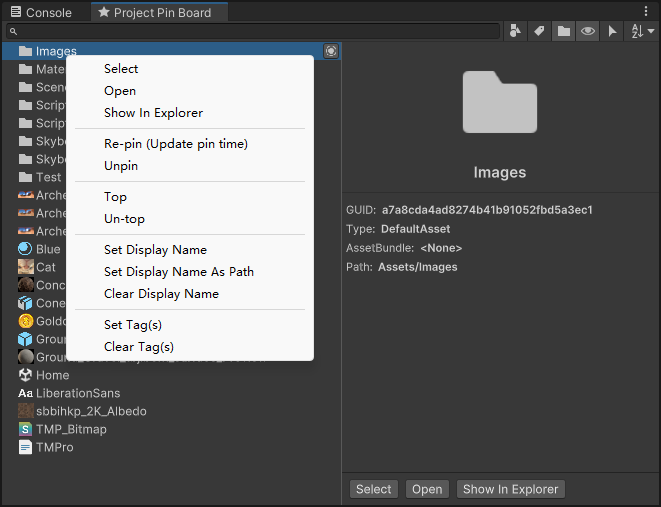 Console
Project Pin Board
Images
Mater
Scene
Script
Script
Skybo
Skybo
Test
Arche
Arche
Arche
Blue
Cat
Conc
Cone
Goldc
Groun
Home
Aa LiberationSans
sbbihkp_2K_Albedo
TMP_Bitmap
TMPro
Select
Open
Show In Explorer
Re-pin (Update pin time)
Unpin
Top
Un-top
Set Display Name
Set Display Name As Path
Clear Display Name
Set Tag(s)
Clear Tag(s)
Images
GUID: a7a8cda4ad8274b41b91052fbd5a3ec1
Type: DefaultAsset
AssetBundle: <None>
Path: Assets/Images
Select
Open
Show In Explorer